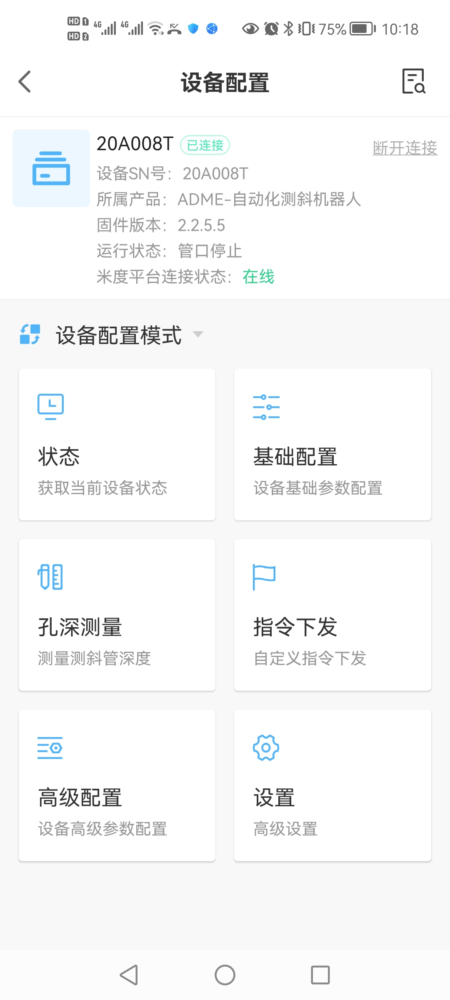 HD 1 4G 4G 75% 10:18
HD 2
设备配置
20A008T 已连接 断开连接
设备SN号： 20A008T
所属产品： ADME-自动化测斜机器人
固件版本： 2.2.5.5
运行状态： 管口停止
米度平台连接状态： 在线
设备配置模式
状态
获取当前设备状态
基础配置
设备基础参数配置
孔深测量
测量测斜管深度
指令下发
自定义指令下发
高级配置
设备高级参数配置
设置
高级设置